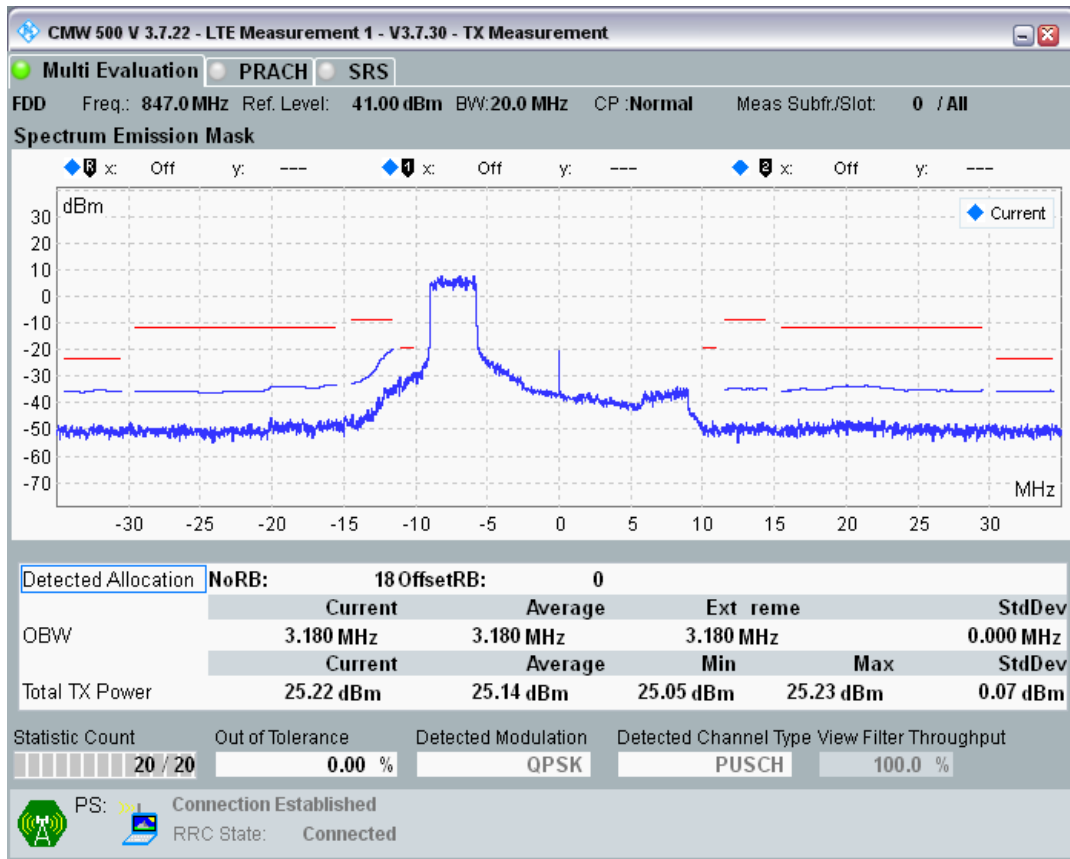 CMW 500 V 3.7.22 - LTE Measurement 1 - V3.7.30 - TX Measurement
Multi Evaluation PRACH SRS
FDD Freq.: 847.0 MHz Ref. Level: 41.00 dBm BW: 20.0 MHz CP :Normal Meas Subfr./Slot: 0 / All
Spectrum Emission Mask
R x: Off y: --- 1 x: Off y: --- 2 x: Off y: ---
dBm
Current
30
20
10
0
-10
-20
-30
-40
-50
-60
-70
MHz
-30 -25 -20 -15 -10 -5 0 5 10 15 20 25 30
Detected Allocation NoRB: 18 OffsetRB: 0
Current Average Ext reme StdDev
OBW 3.180 MHz 3.180 MHz 3.180 MHz 0.000 MHz
Current Average Min Max StdDev
Total TX Power 25.22 dBm 25.14 dBm 25.05 dBm 25.23 dBm 0.07 dBm
Statistic Count Out of Tolerance Detected Modulation Detected Channel Type View Filter Throughput
20 / 20 0.00 % QPSK PUSCH 100.0 %
PS: Connection Established
RRC State: Connected